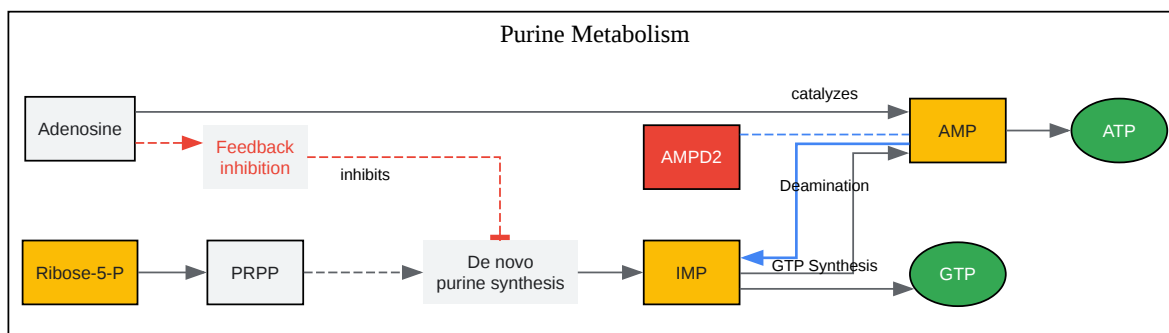 Purine Metabolism
catalyzes
Adenosine
Feedback
inhibition
inhibits
AMPD2
AMP
ATP
Deamination
Ribose-5-P
PRPP
De novo
purine synthesis
IMP
GTP Synthesis
GTP